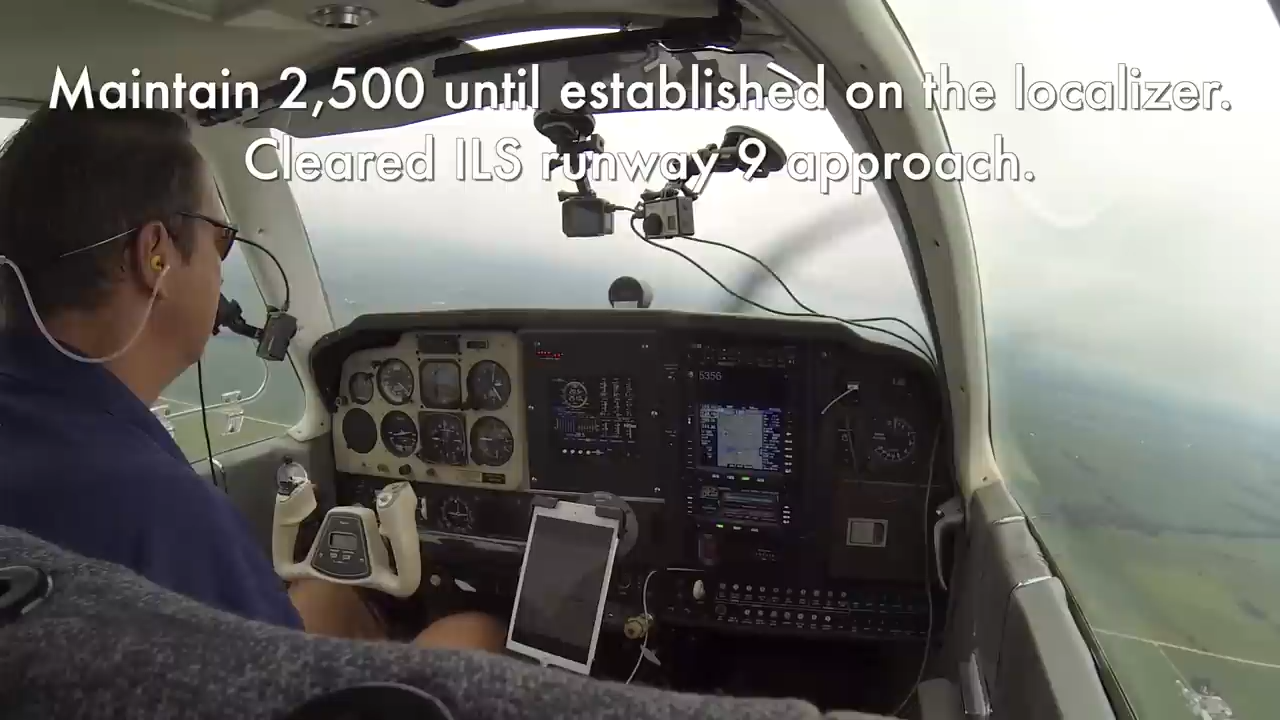 Maintain 2,500 until established on the localizer.
Cleared ILS runway 9 approach.
5356